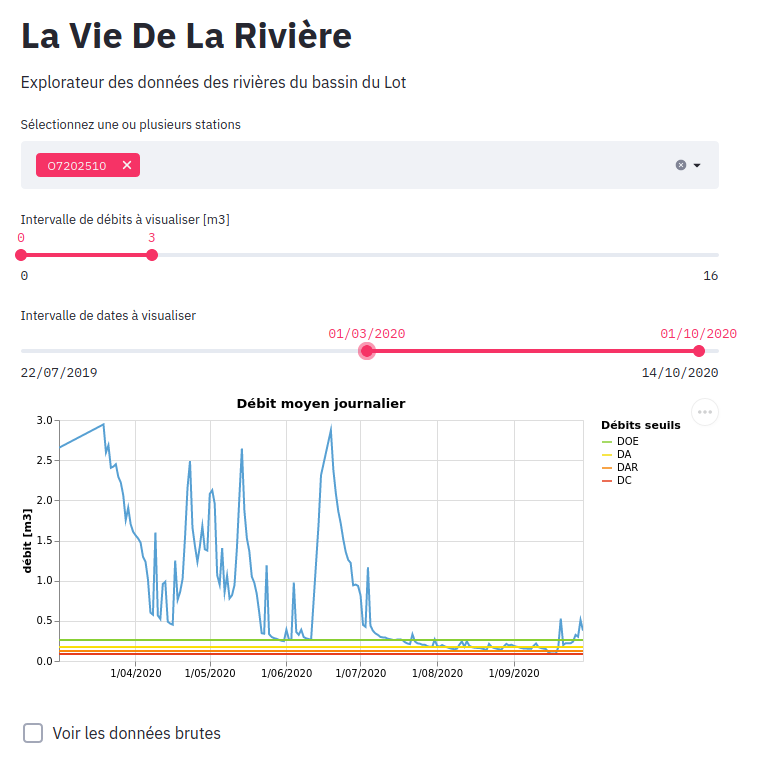 La Vie De La Rivière
Explorateur des données des rivières du bassin du Lot
Sélectionnez une ou plusieurs stations
O7202510 ×
Intervalle de débits à visualiser [m3]
0 3
0 16
Intervalle de dates à visualiser
01/03/2020 01/10/2020
22/07/2019 14/10/2020
Débit moyen journalier
débit [m3]
3.0
2.5
2.0
1.5
1.0
0.5
0.0
1/04/2020 1/05/2020 1/06/2020 1/07/2020 1/08/2020 1/09/2020
Débits seuils
DOE
DA
DAR
DC
Voir les données brutes